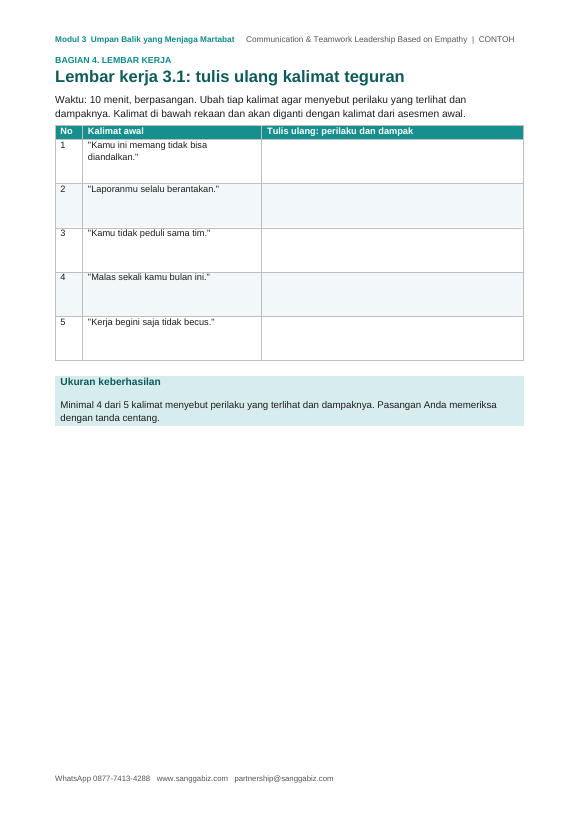 Modul 3  Umpan Balik yang Menjaga Martabat    Communication & Teamwork Leadership Based on Empathy  |  CONTOH
BAGIAN 4. LEMBAR KERJA
Lembar kerja 3.1: tulis ulang kalimat teguran
Waktu: 10 menit, berpasangan. Ubah tiap kalimat agar menyebut perilaku yang terlihat dan
dampaknya. Kalimat di bawah rekaan dan akan diganti dengan kalimat dari asesmen awal.
No  Kalimat awal  Tulis ulang: perilaku dan dampak
1  "Kamu ini memang tidak bisa
diandalkan."
2  "Laporanmu selalu berantakan."
3  "Kamu tidak peduli sama tim."
4  "Malas sekali kamu bulan ini."
5  "Kerja begini saja tidak becus."
Ukuran keberhasilan
Minimal 4 dari 5 kalimat menyebut perilaku yang terlihat dan dampaknya. Pasangan Anda memeriksa
dengan tanda centang.
WhatsApp 0877-7413-4288   www.sanggabiz.com   partnership@sanggabiz.com